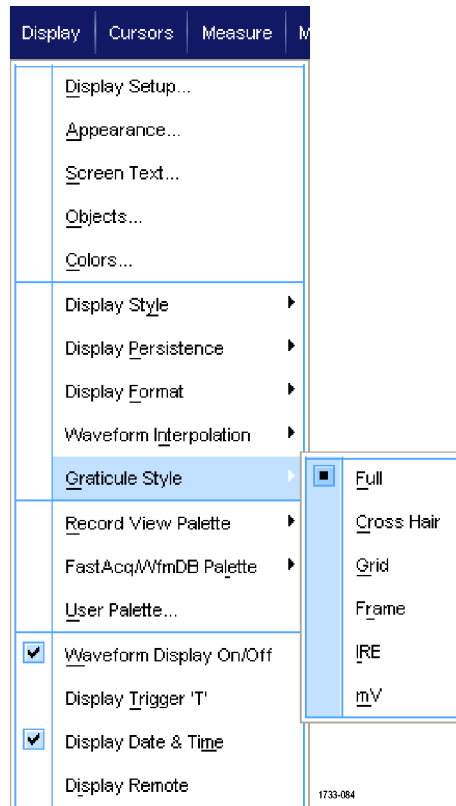 Display Cursors Measure M
Display Setup...
Appearance...
Screen Text...
Objects...
Colors...
Display Style
Display Persistence
Display Format
Waveform Interpolation
Graticule Style
Full
Cross Hair
Grid
Frame
IRE
mV
Record View Palette
FastAcq/WfmDB Palette
User Palette...
Waveform Display On/Off
Display Trigger 'T'
Display Date & Time
Display Remote
1733-084